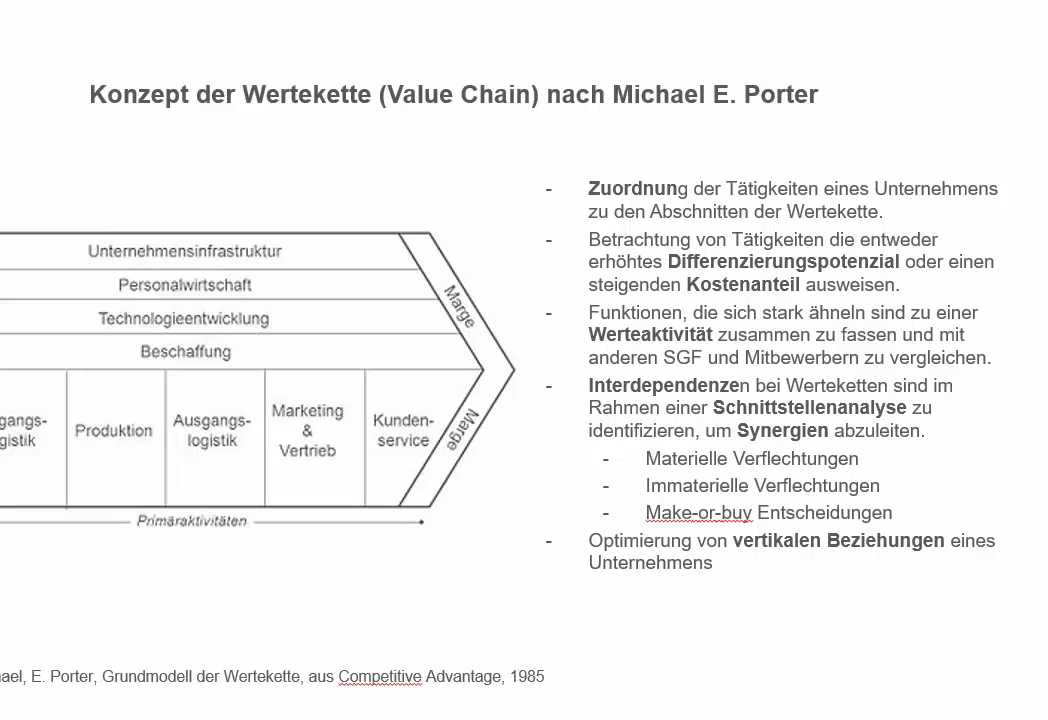 Konzept der Wertekette (Value Chain) nach Michael E. Porter
Unternehmensinfrastruktur
Personalwirtschaft
Technologieentwicklung
Beschaffung
Marge
gangs-
gistik
Produktion
Ausgangs-
logistik
Marketing
&
Vertrieb
Kunden-
service
Marge
Primäraktivitäten
- Zuordnung der Tätigkeiten eines Unternehmens
zu den Abschnitten der Wertekette.
- Betrachtung von Tätigkeiten die entweder
erhöhtes Differenzierungspotenzial oder einen
steigenden Kostenanteil ausweisen.
- Funktionen, die sich stark ähneln sind zu einer
Werteaktivität zusammen zu fassen und mit
anderen SGF und Mitbewerbern zu vergleichen.
- Interdependenzen bei Werteketten sind im
Rahmen einer Schnittstellenanalyse zu
identifizieren, um Synergien abzuleiten.
- Materielle Verflechtungen
- Immaterielle Verflechtungen
- Make-or-buy Entscheidungen
- Optimierung von vertikalen Beziehungen eines
Unternehmens
ael, E. Porter, Grundmodell der Wertekette, aus Competitive Advantage, 1985